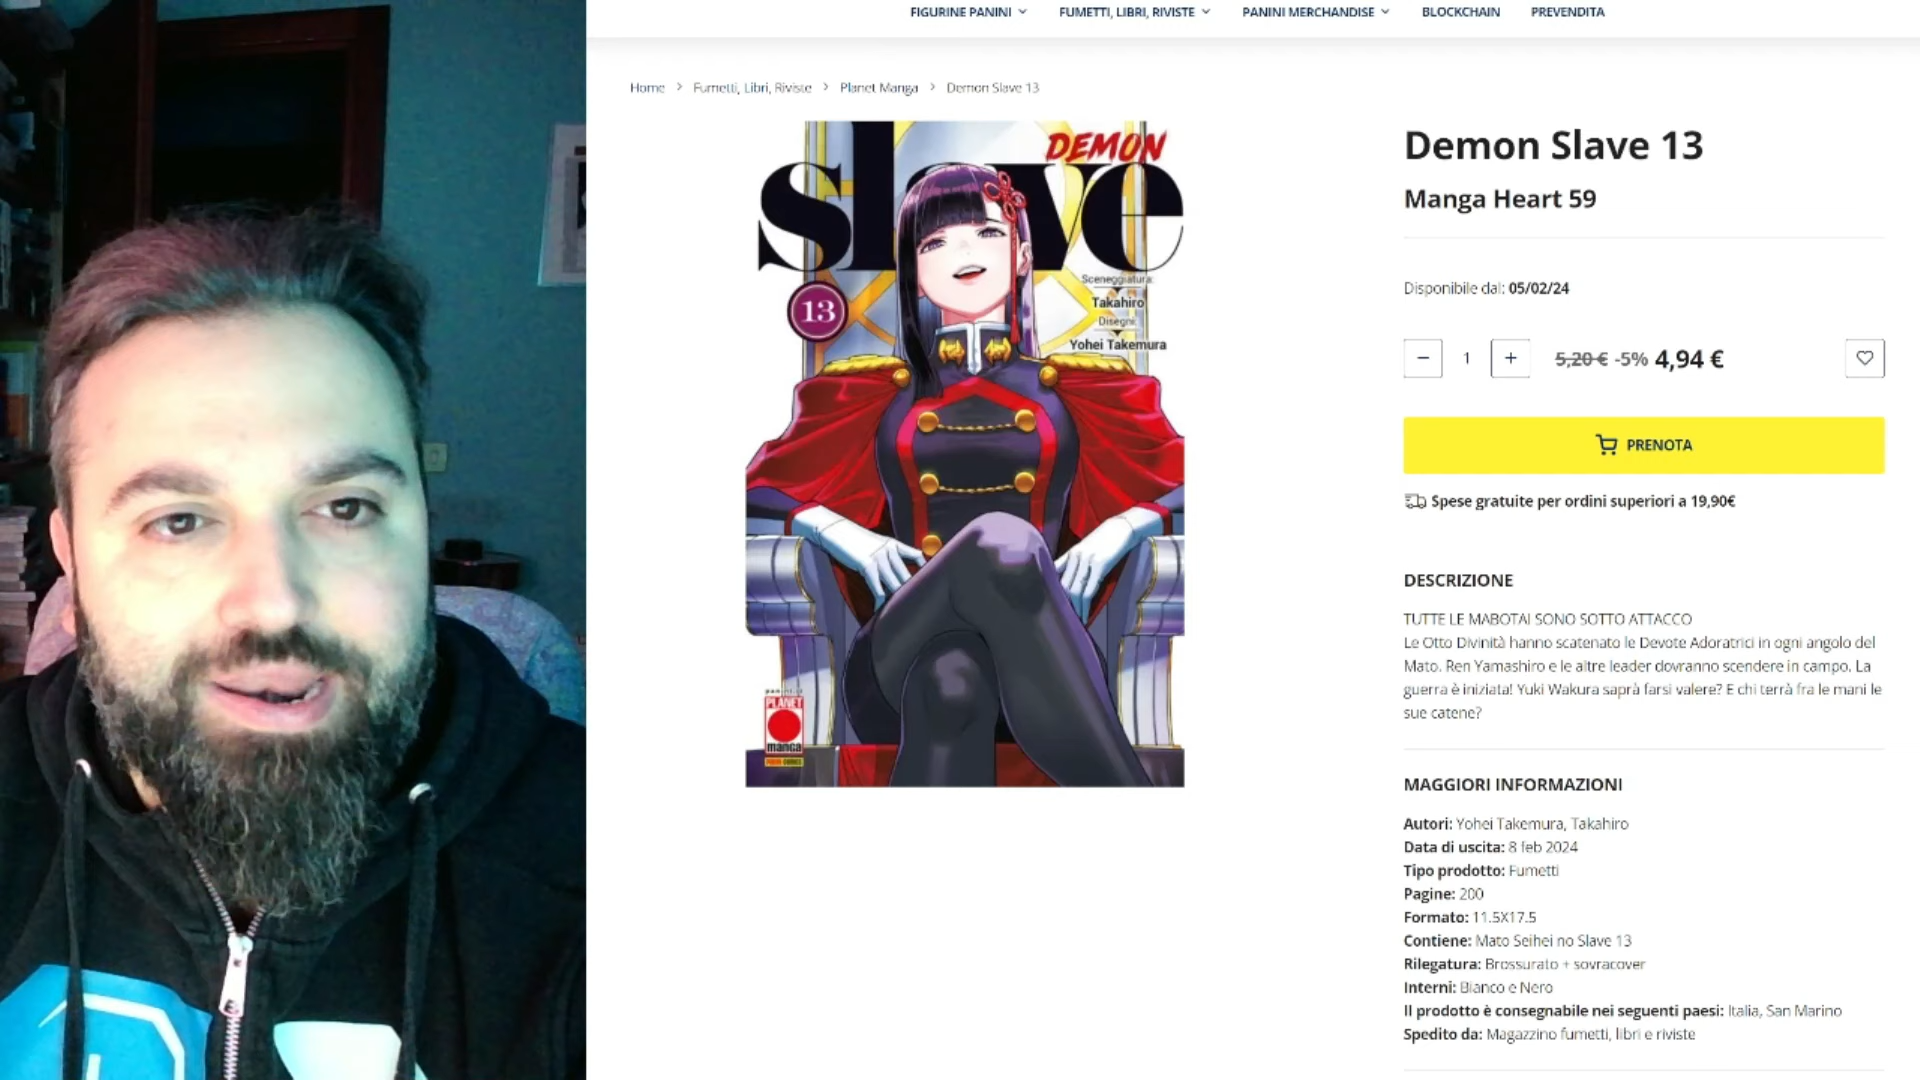 FIGURINE PANINI
FUMETTI, LIBRI, RIVISTE
PANINI MERCHANDISE
BLOCKCHAIN
PREVENDITA
Home > Fumetti, Libri, Riviste > Planet Manga > Demon Slave 13
DEMON
slave
13
Sceneggiatura:
Takahiro
Disegni:
Yohei Takemura
PLANET
manga
Demon Slave 13
Manga Heart 59
Disponibile dal: 05/02/24
− 1 + 5,20 € -5% 4,94 €
PRENOTA
Spese gratuite per ordini superiori a 19,90€
DESCRIZIONE
TUTTE LE MABOTAI SONO SOTTO ATTACCO
Le Otto Divinità hanno scatenato le Devote Adoratrici in ogni angolo del
Mato. Ren Yamashiro e le altre leader dovranno scendere in campo. La
guerra è iniziata! Yuki Wakura saprà farsi valere? E chi terrà fra le mani le
sue catene?
MAGGIORI INFORMAZIONI
Autori: Yohei Takemura, Takahiro
Data di uscita: 8 feb 2024
Tipo prodotto: Fumetti
Pagine: 200
Formato: 11.5X17.5
Contiene: Mato Seihei no Slave 13
Rilegatura: Brossurato + sovracover
Interni: Bianco e Nero
Il prodotto è consegnabile nei seguenti paesi: Italia, San Marino
Spedito da: Magazzino fumetti, libri e riviste